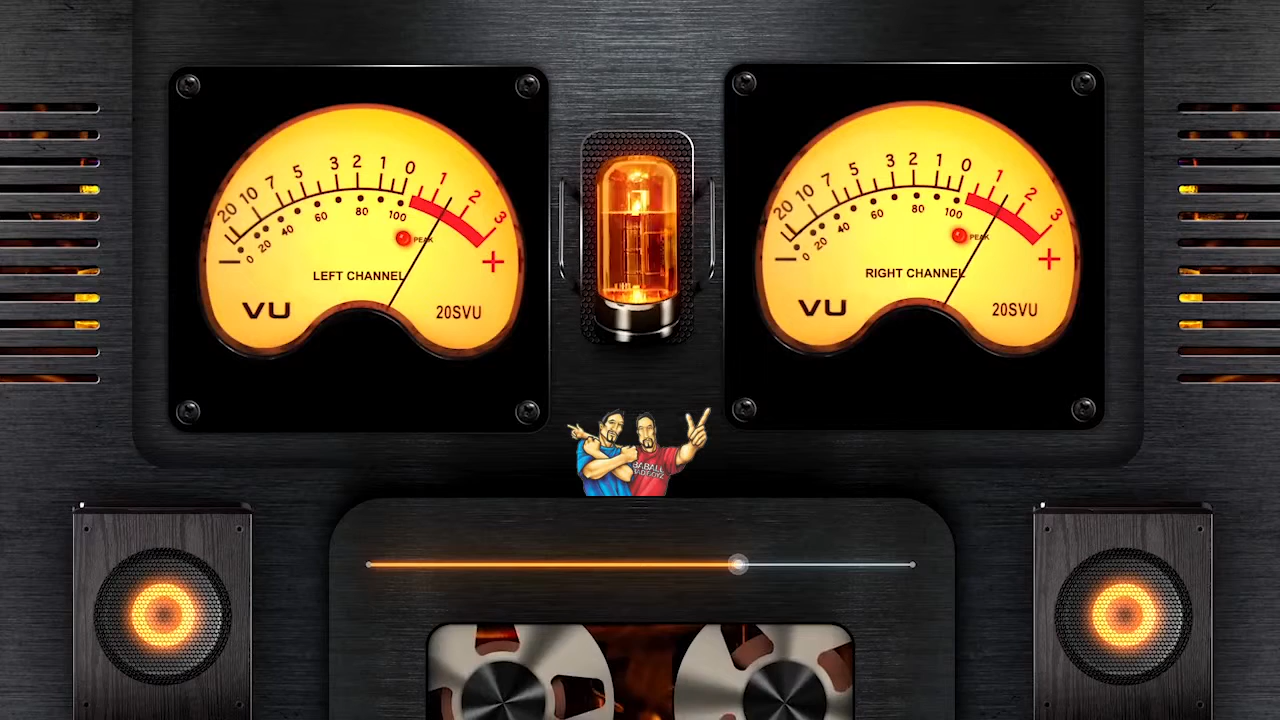 20 10 7 5 3 2 1 0 1 2 3
0 20 40 60 80 100
PEAK
− +
LEFT CHANNEL
VU
20SVU
20 10 7 5 3 2 1 0 1 2 3
0 20 40 60 80 100
PEAK
− +
RIGHT CHANNEL
VU
20SVU